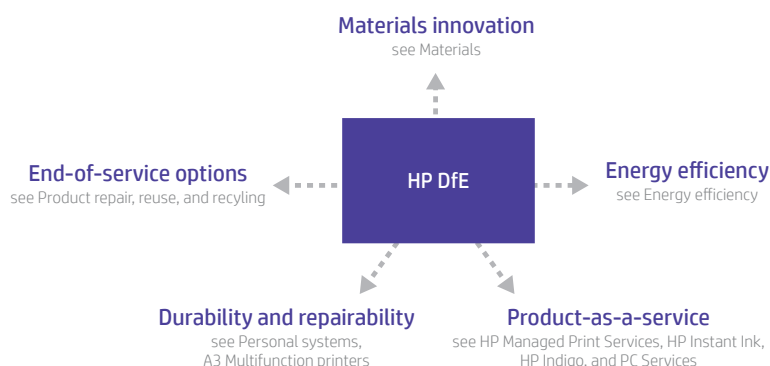 Materials innovation
see Materials
End-of-service options
see Product repair, reuse, and recyling
HP DfE
Energy efficiency
see Energy efficiency
Durability and repairability
see Personal systems,
A3 Multifunction printers
Product-as-a-service
see HP Managed Print Services, HP Instant Ink,
HP Indigo, and PC Services